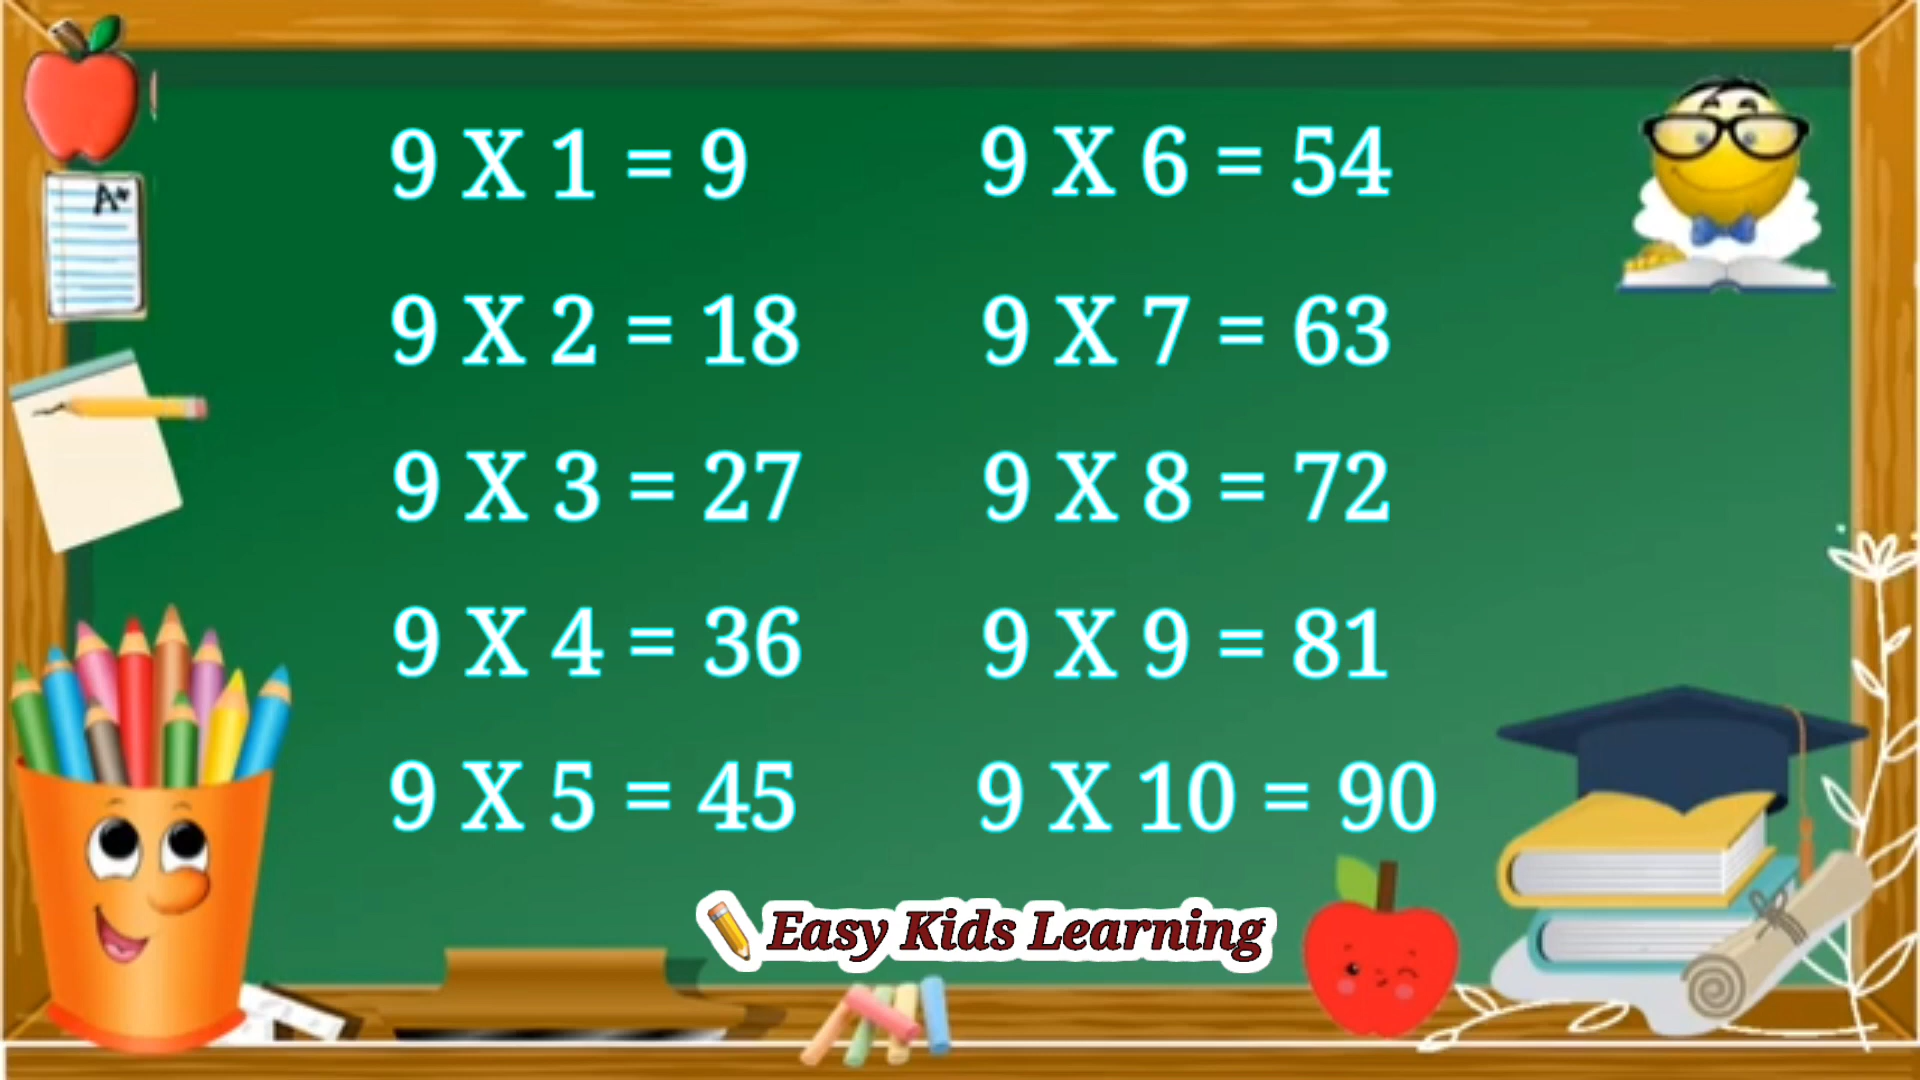 9 X 1 = 9
9 X 2 = 18
9 X 3 = 27
9 X 4 = 36
9 X 5 = 45
9 X 6 = 54
9 X 7 = 63
9 X 8 = 72
9 X 9 = 81
9 X 10 = 90
Easy Kids Learning
A+